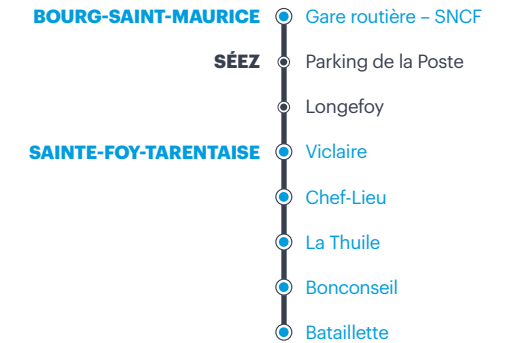 BOURG-SAINT-MAURICE Gare routière – SNCF
SÉEZ Parking de la Poste
Longefoy
SAINTE-FOY-TARENTAISE Viclaire
Chef-Lieu
La Thuile
Bonconseil
Bataillette